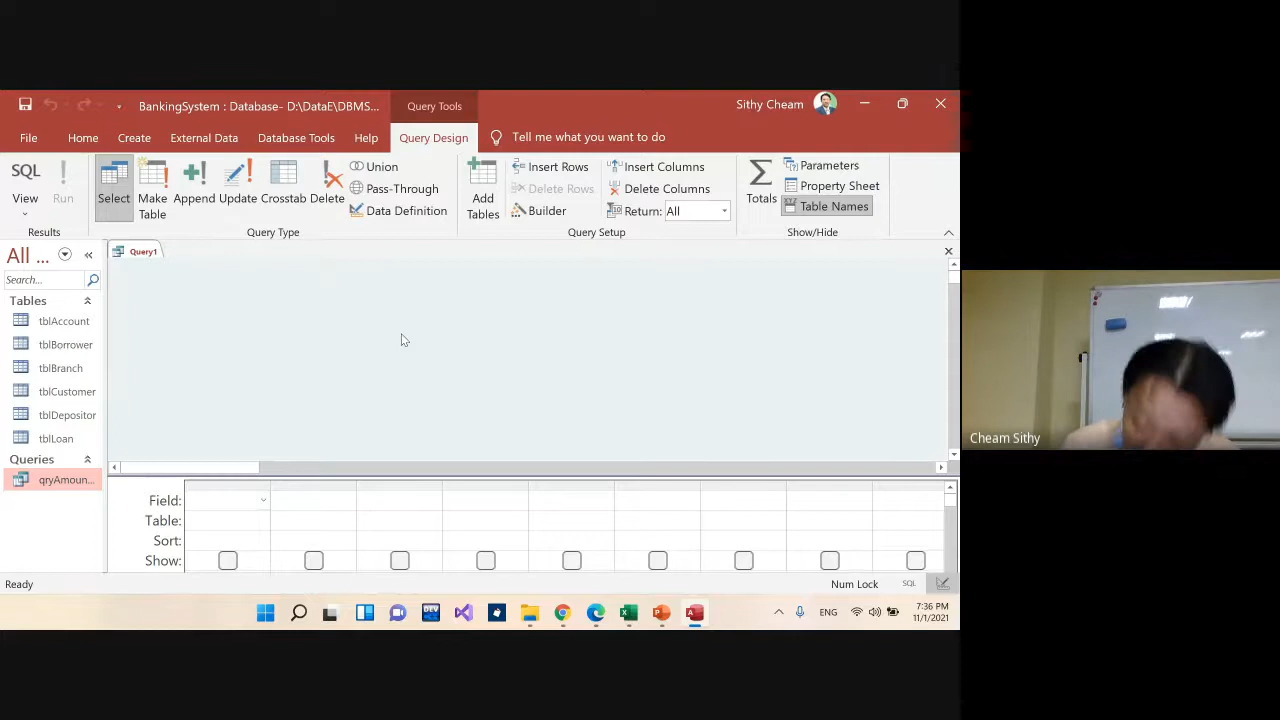 BankingSystem : Database- D:\DataE\DBMS...
Query Tools
Sithy Cheam
File
Home
Create
External Data
Database Tools
Help
Query Design
Tell me what you want to do
SQL
View
Run
Results
Select
Make
Table
Append
Update
Crosstab
Delete
Union
Pass-Through
Data Definition
Query Type
Add
Tables
Insert Rows
Delete Rows
Builder
Insert Columns
Delete Columns
Return: All
Query Setup
Totals
Parameters
Property Sheet
Table Names
Show/Hide
All ...
Search...
Tables
tblAccount
tblBorrower
tblBranch
tblCustomer
tblDepositor
tblLoan
Queries
qryAmoun...
Query1
Field:
Table:
Sort:
Show:
Cheam Sithy
Ready
Num Lock
SQL
DEV
ENG
7:36 PM
11/1/2021